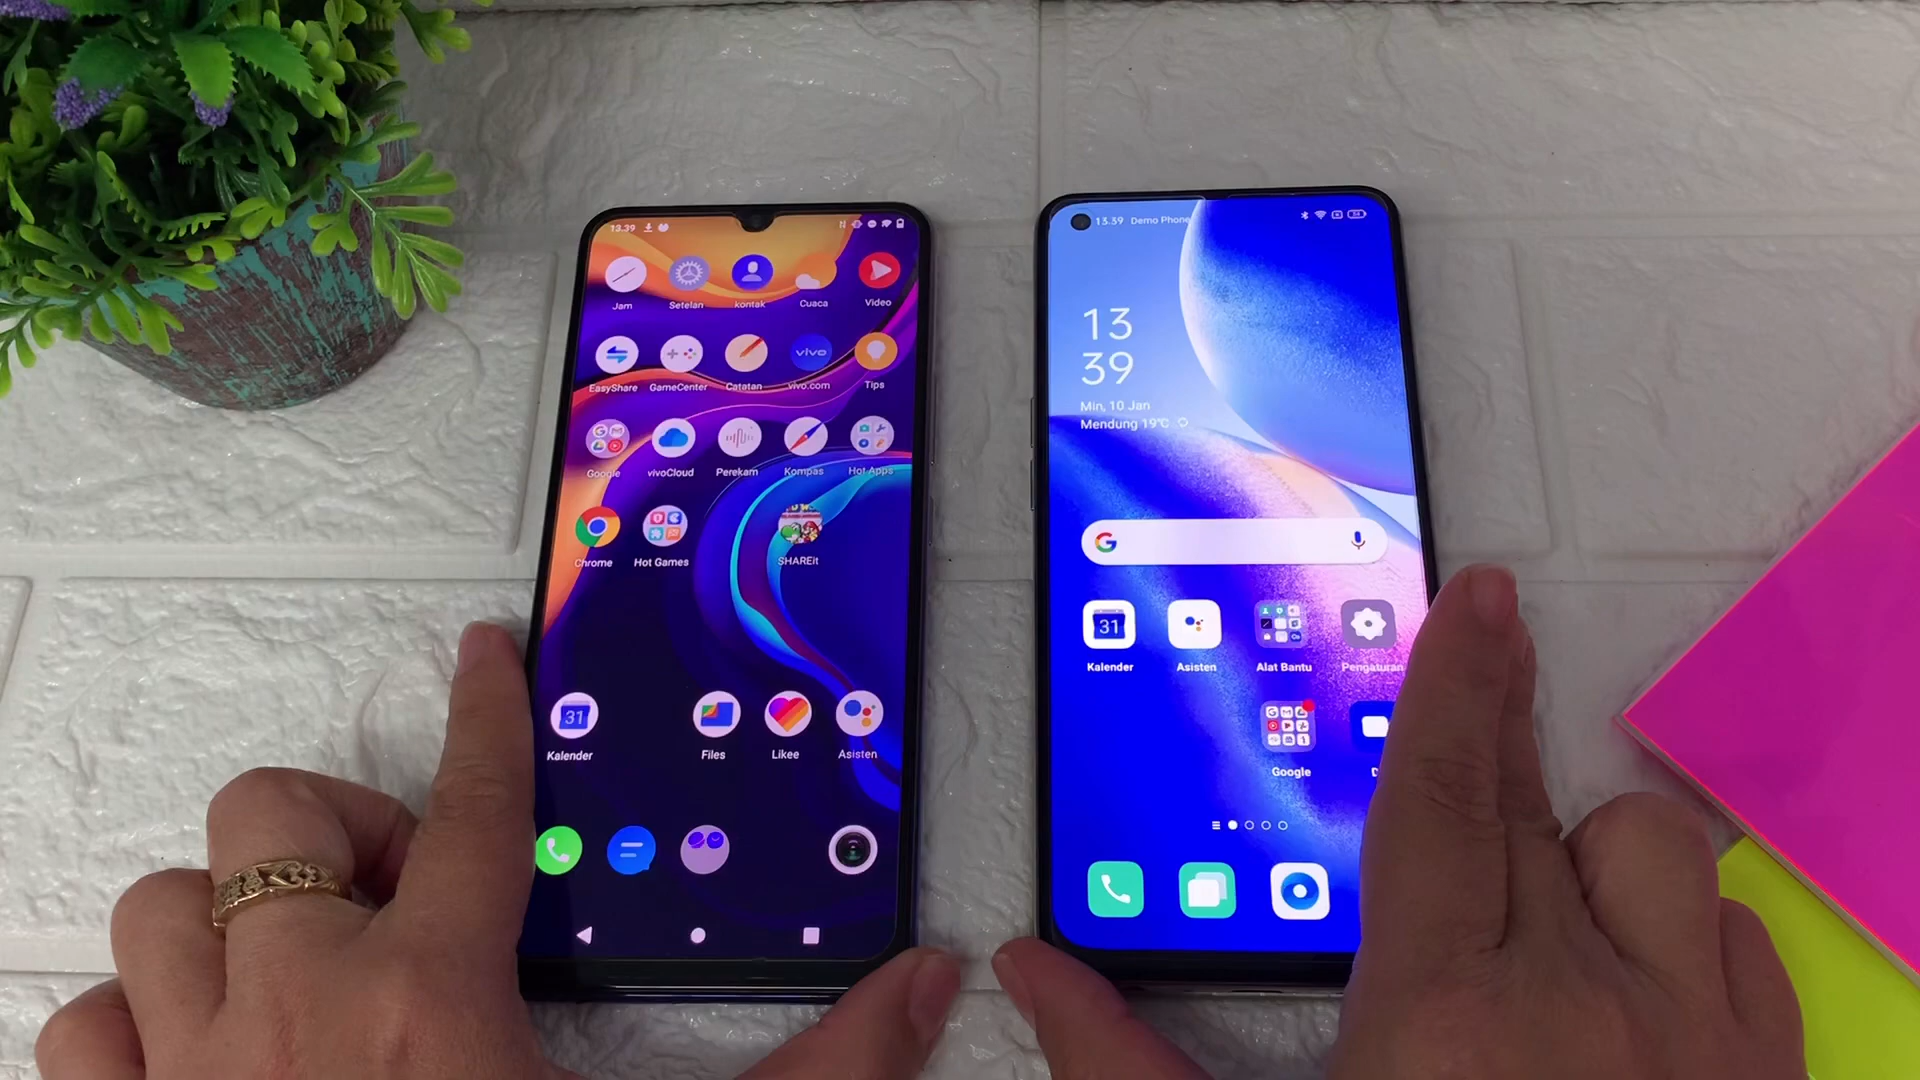 13.39
Jam
Setelan
kontak
Cuaca
Video
EasyShare
GameCenter
Catatan
vivo
vivo.com
Tips
Google
vivoCloud
Perekam
Kompas
Hot Apps
Chrome
Hot Games
SHAREit
31
Kalender
Files
Likee
Asisten
13.39 Demo Phone
13
39
Min, 10 Jan
Mendung 19°C
G
31
Kalender
Asisten
Alat Bantu
Pengaturan
Google